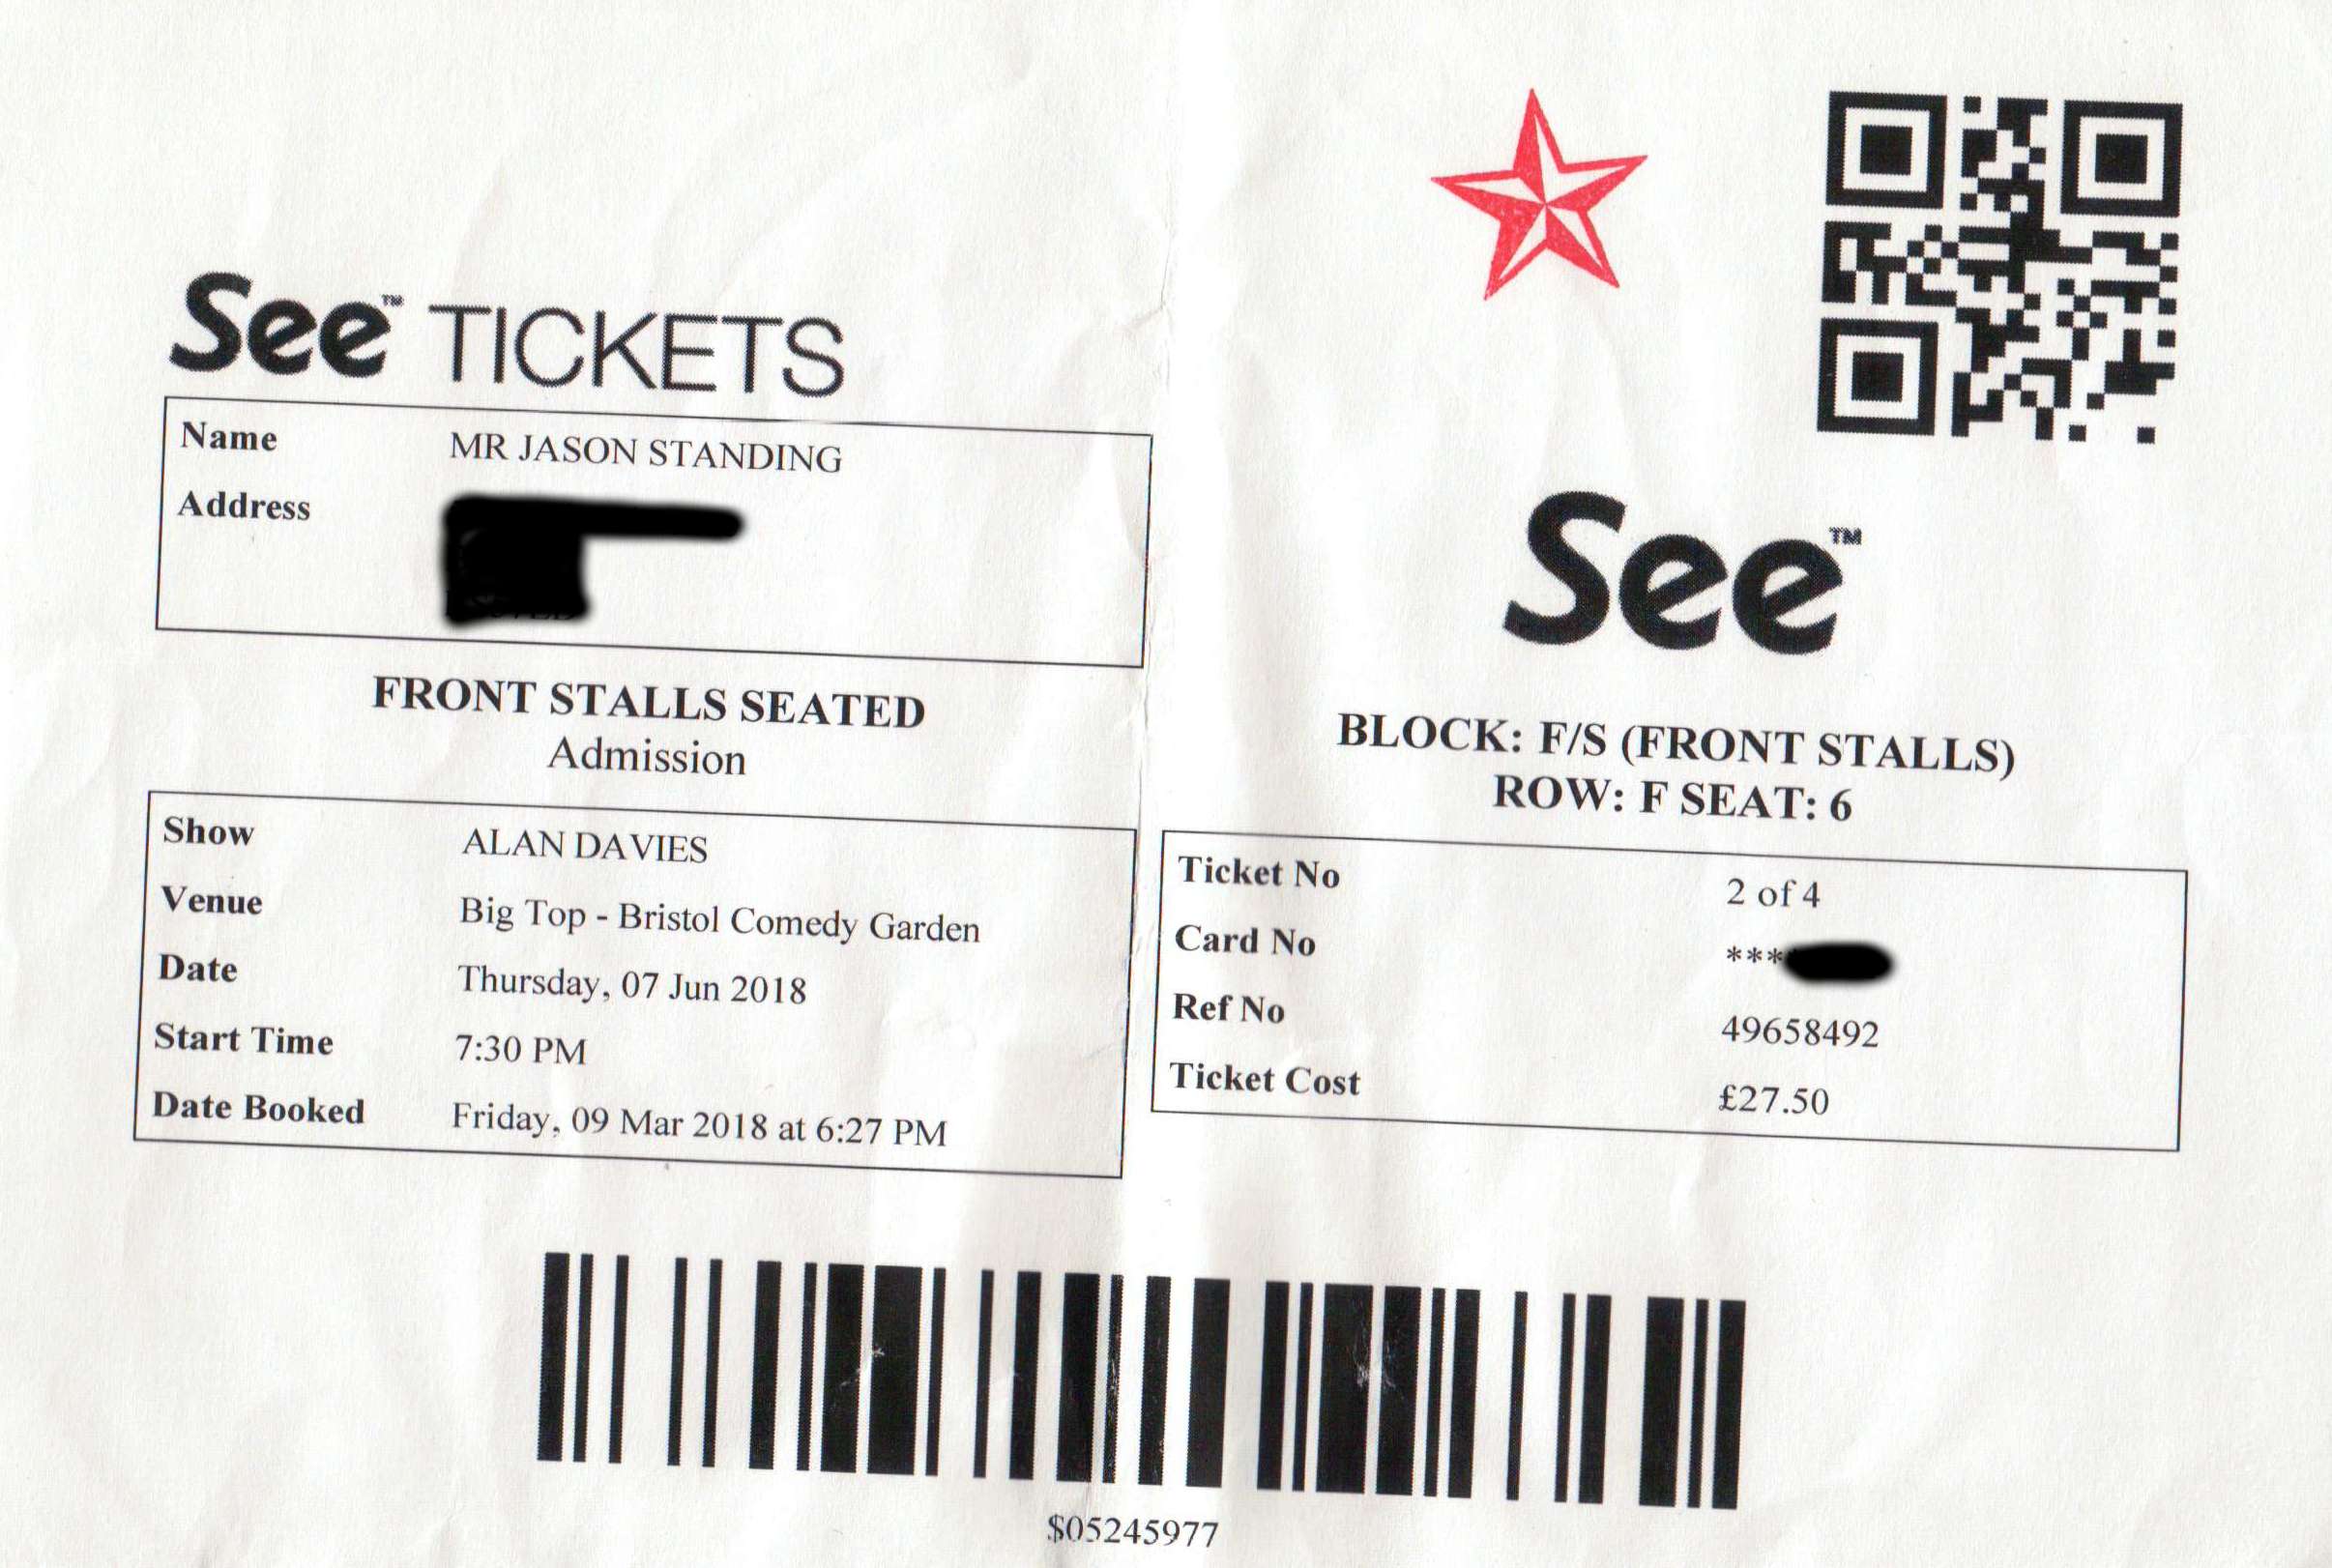 See™ TICKETS
Name MR JASON STANDING
Address
FRONT STALLS SEATED
Admission
Show ALAN DAVIES
Venue Big Top - Bristol Comedy Garden
Date Thursday, 07 Jun 2018
Start Time 7:30 PM
Date Booked Friday, 09 Mar 2018 at 6:27 PM
See™
BLOCK: F/S (FRONT STALLS)
ROW: F SEAT: 6
Ticket No 2 of 4
Card No ***
Ref No 49658492
Ticket Cost £27.50
$05245977